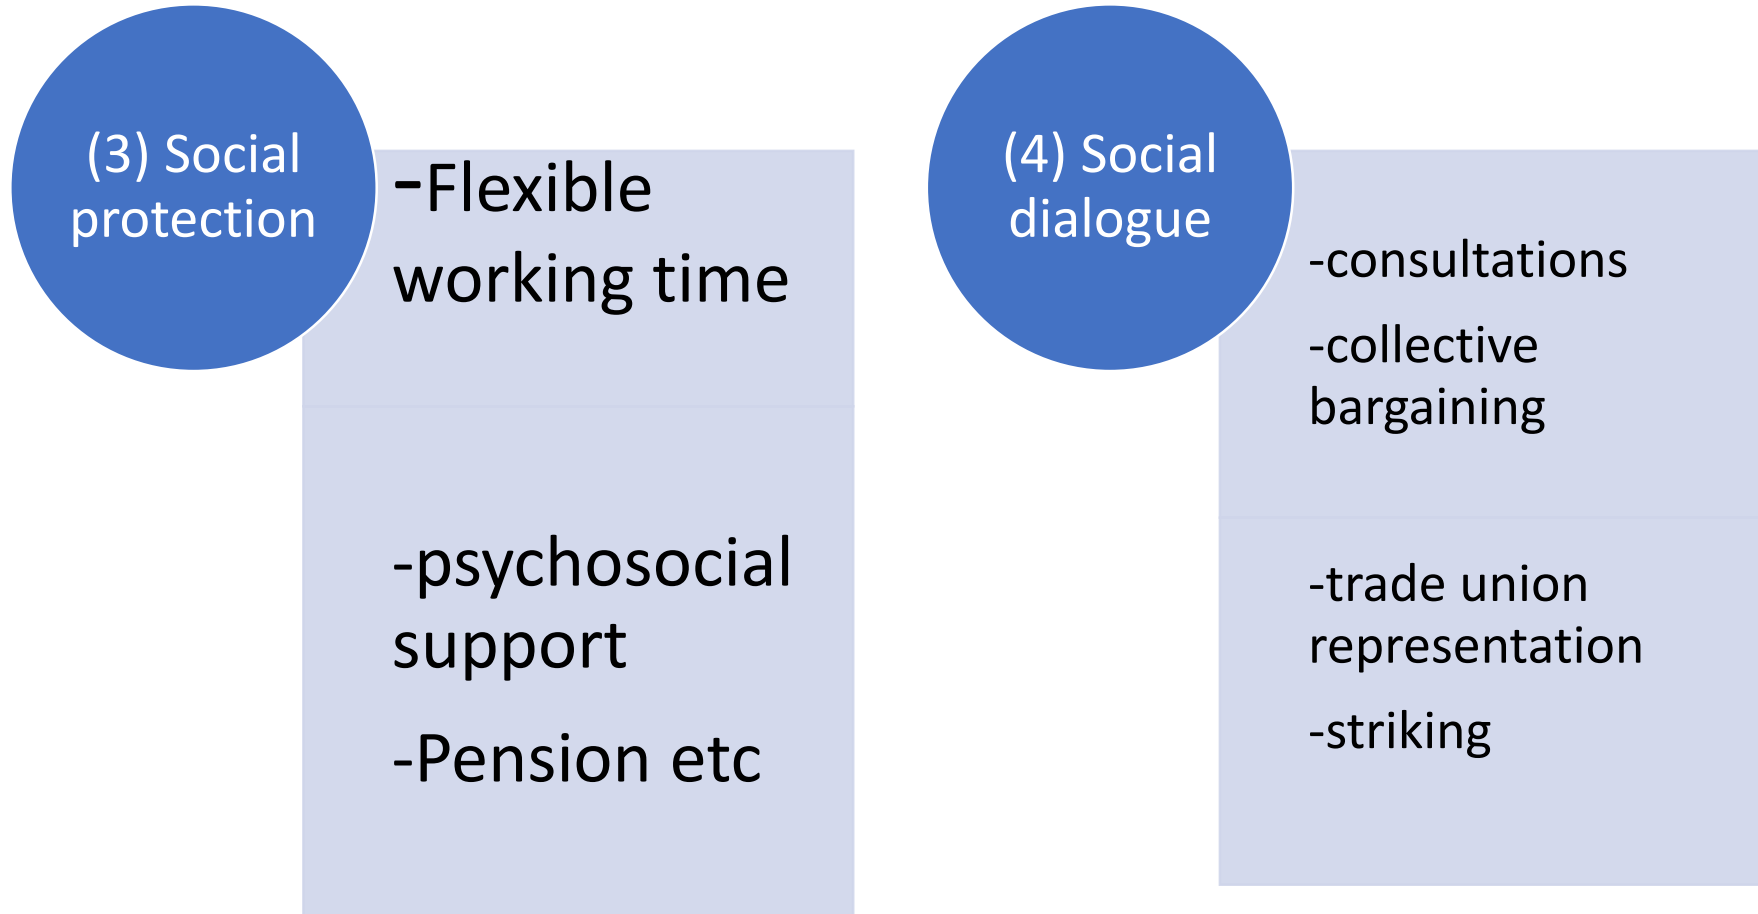 (3) Social
protection
-Flexible
working time
-psychosocial
support
-Pension etc
(4) Social
dialogue
-consultations
-collective
bargaining
-trade union
representation
-striking